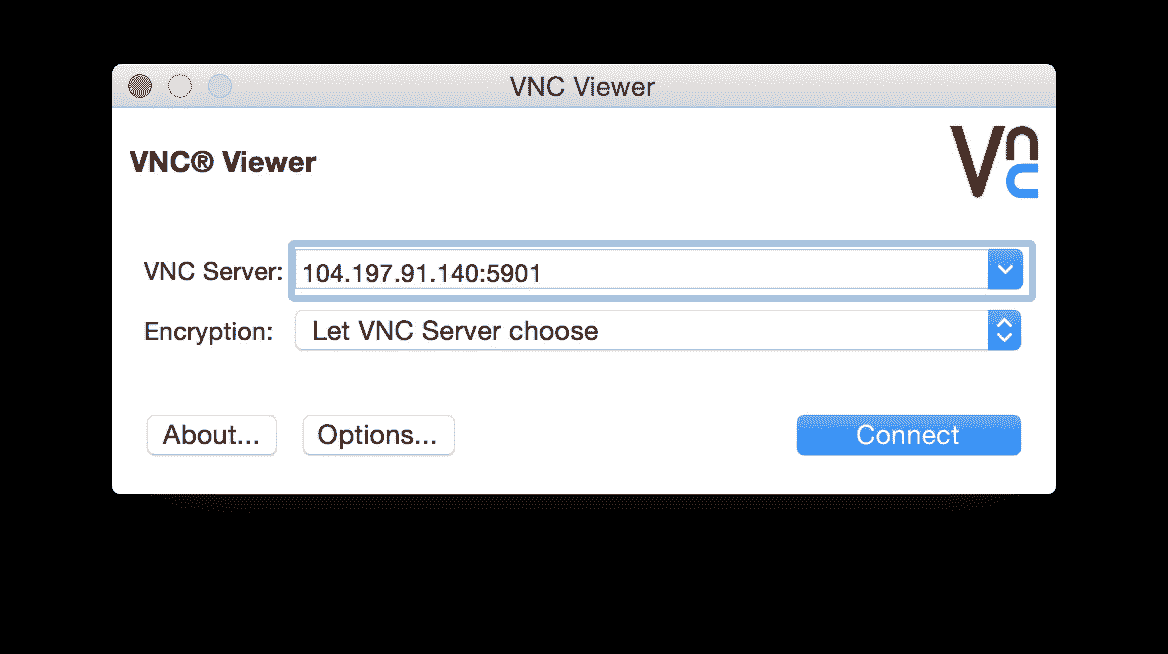 VNC Viewer
VNC® Viewer
Vnc
VNC Server: 104.197.91.140:5901
Encryption: Let VNC Server choose
About... Options... Connect